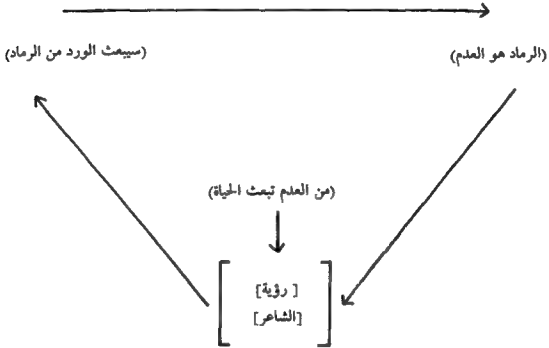 (الرماد هو العدم)
(سيبعث الورد من الرماد)
(من العدم تبعث الحياة)
[رؤية ]
[الشاعر]